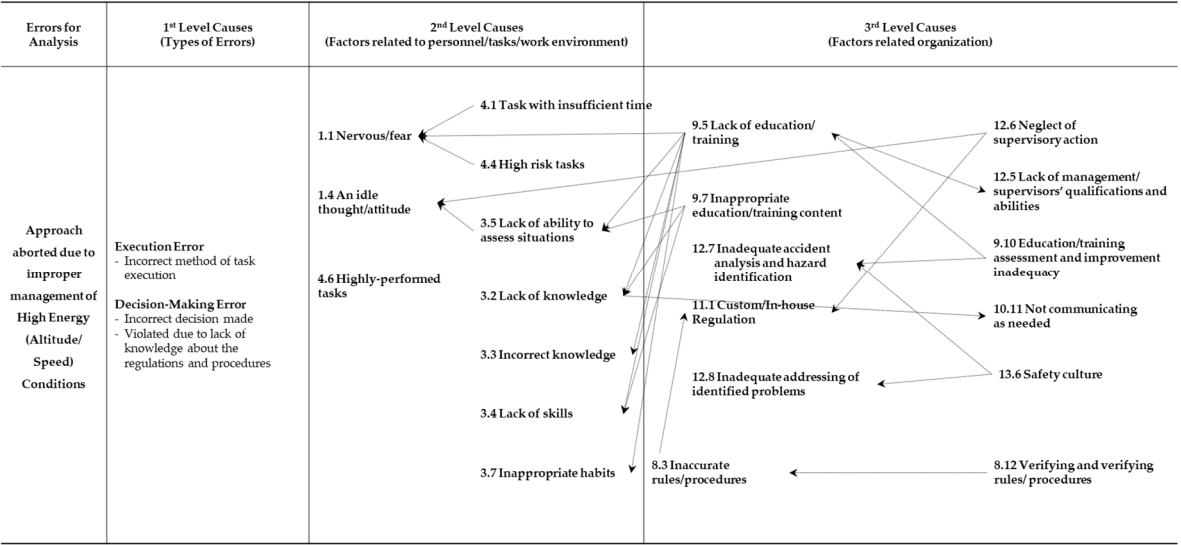 Errors for
Analysis
1st Level Causes
(Types of Errors)
2nd Level Causes
(Factors related to personnel/tasks/work environment)
3rd Level Causes
(Factors related organization)
Approach
aborted due to
improper
management of
High Energy
(Altitude/
Speed)
Conditions
Execution Error
- Incorrect method of task
execution
Decision-Making Error
- Incorrect decision made
- Violated due to lack of
knowledge about the
regulations and procedures
1.1 Nervous/fear
1.4 An idle
thought/attitude
4.6 Highly-performed
tasks
4.1 Task with insufficient time
4.4 High risk tasks
3.5 Lack of ability to
assess situations
3.2 Lack of knowledge
3.3 Incorrect knowledge
3.4 Lack of skills
3.7 Inappropriate habits
9.5 Lack of education/
training
9.7 Inappropriate
education/training content
12.7 Inadequate accident
analysis and hazard
identification
11.1 Custom/In-house
Regulation
12.8 Inadequate addressing of
identified problems
8.3 Inaccurate
rules/procedures
12.6 Neglect of
supervisory action
12.5 Lack of management/
supervisors' qualifications and
abilities
9.10 Education/training
assessment and improvement
inadequacy
10.11 Not communicating
as needed
13.6 Safety culture
8.12 Verifying and verifying
rules/ procedures